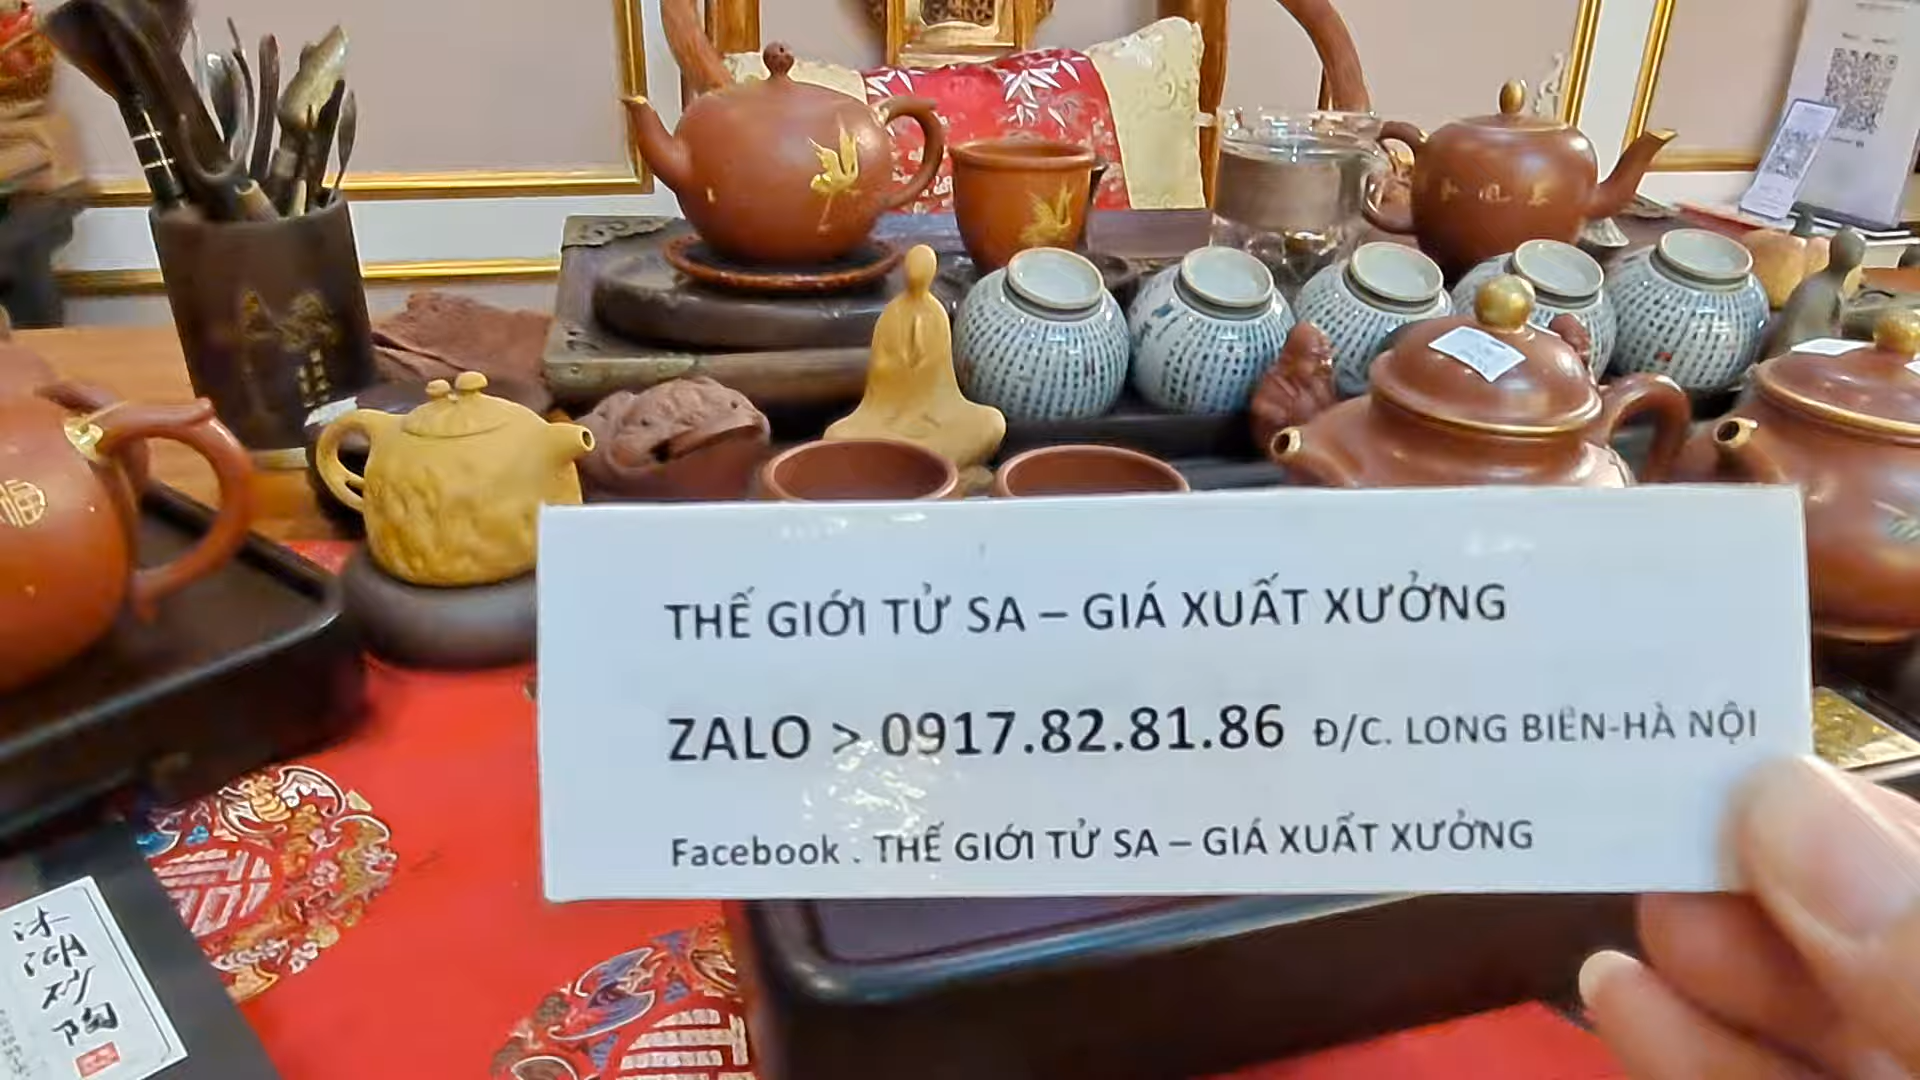 THẾ GIỚI TỬ SA – GIÁ XUẤT XƯỞNG
ZALO > 0917.82.81.86 Đ/C. LONG BIÊN-HÀ NỘI
Facebook . THẾ GIỚI TỬ SA – GIÁ XUẤT XƯỞNG
福